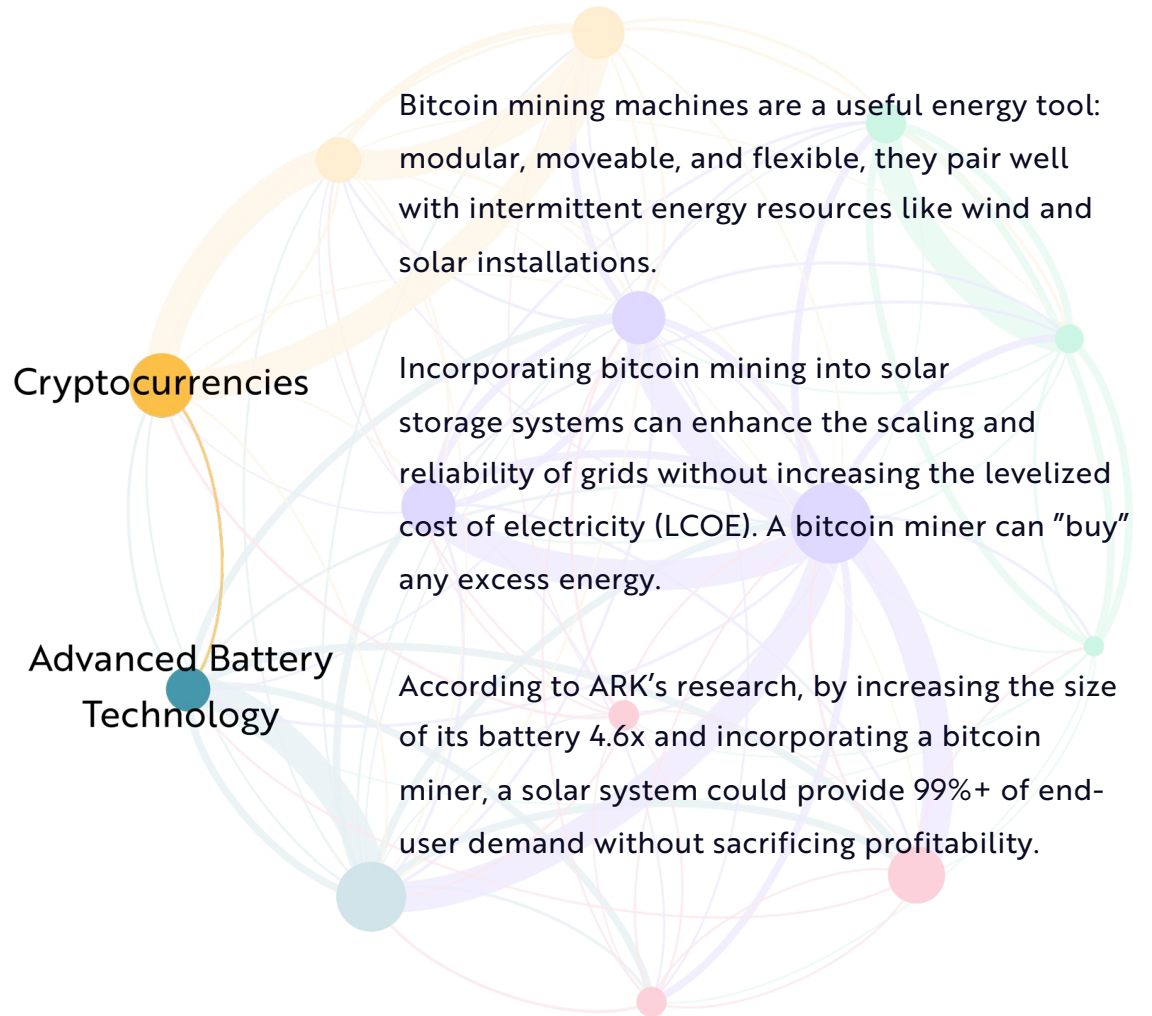 Bitcoin mining machines are a useful energy tool:
modular, moveable, and flexible, they pair well
with intermittent energy resources like wind and
solar installations.
Cryptocurrencies
Incorporating bitcoin mining into solar
storage systems can enhance the scaling and
reliability of grids without increasing the levelized
cost of electricity (LCOE). A bitcoin miner can ”buy”
any excess energy.
Advanced Battery
Technology
According to ARK’s research, by increasing the size
of its battery 4.6x and incorporating a bitcoin
miner, a solar system could provide 99%+ of end-
user demand without sacrificing profitability.